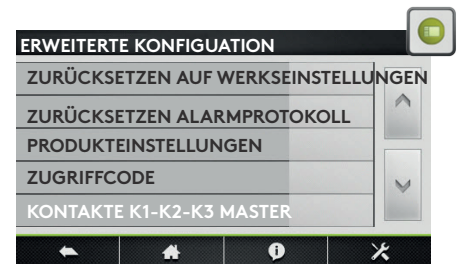 ERWEITERTE KONFIGUATION
ZURÜCKSETZEN AUF WERKSEINSTELLUNGEN
ZURÜCKSETZEN ALARMPROTOKOLL
PRODUKTEINSTELLUNGEN
ZUGRIFFCODE
KONTAKTE K1-K2-K3 MASTER